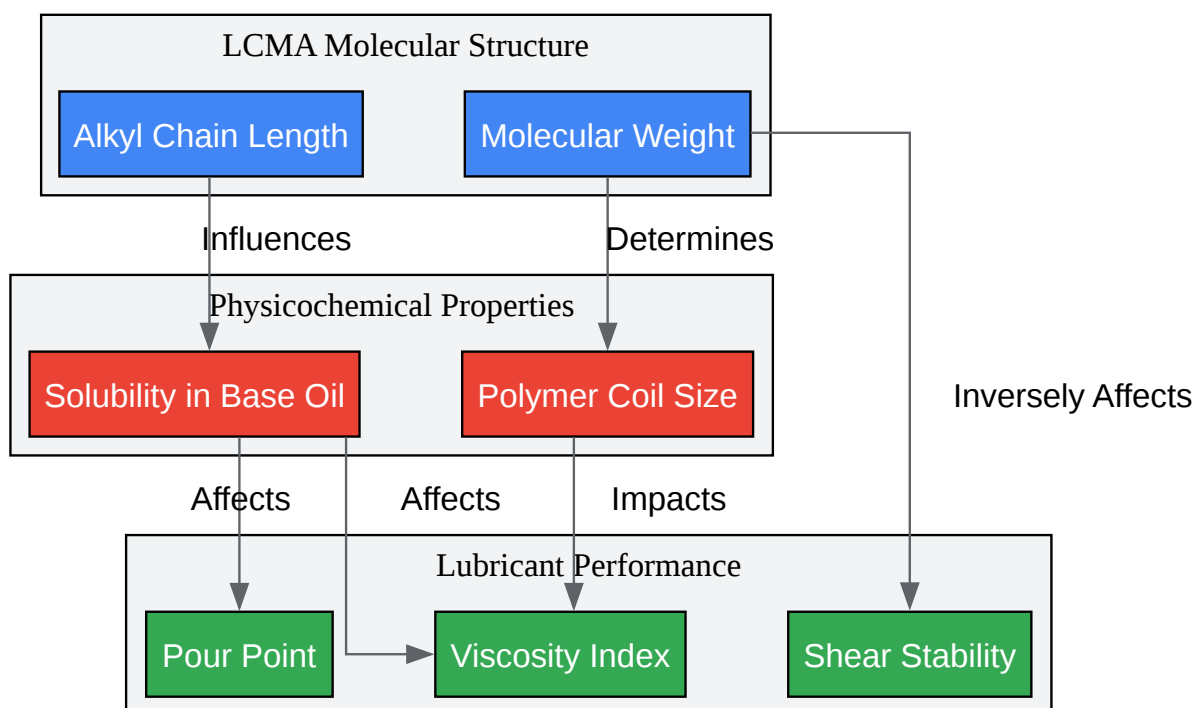 LCMA Molecular Structure
Alkyl Chain Length
Molecular Weight
Influences
Determines
Physicochemical Properties
Solubility in Base Oil
Polymer Coil Size
Inversely Affects
Affects
Affects
Impacts
Lubricant Performance
Pour Point
Viscosity Index
Shear Stability